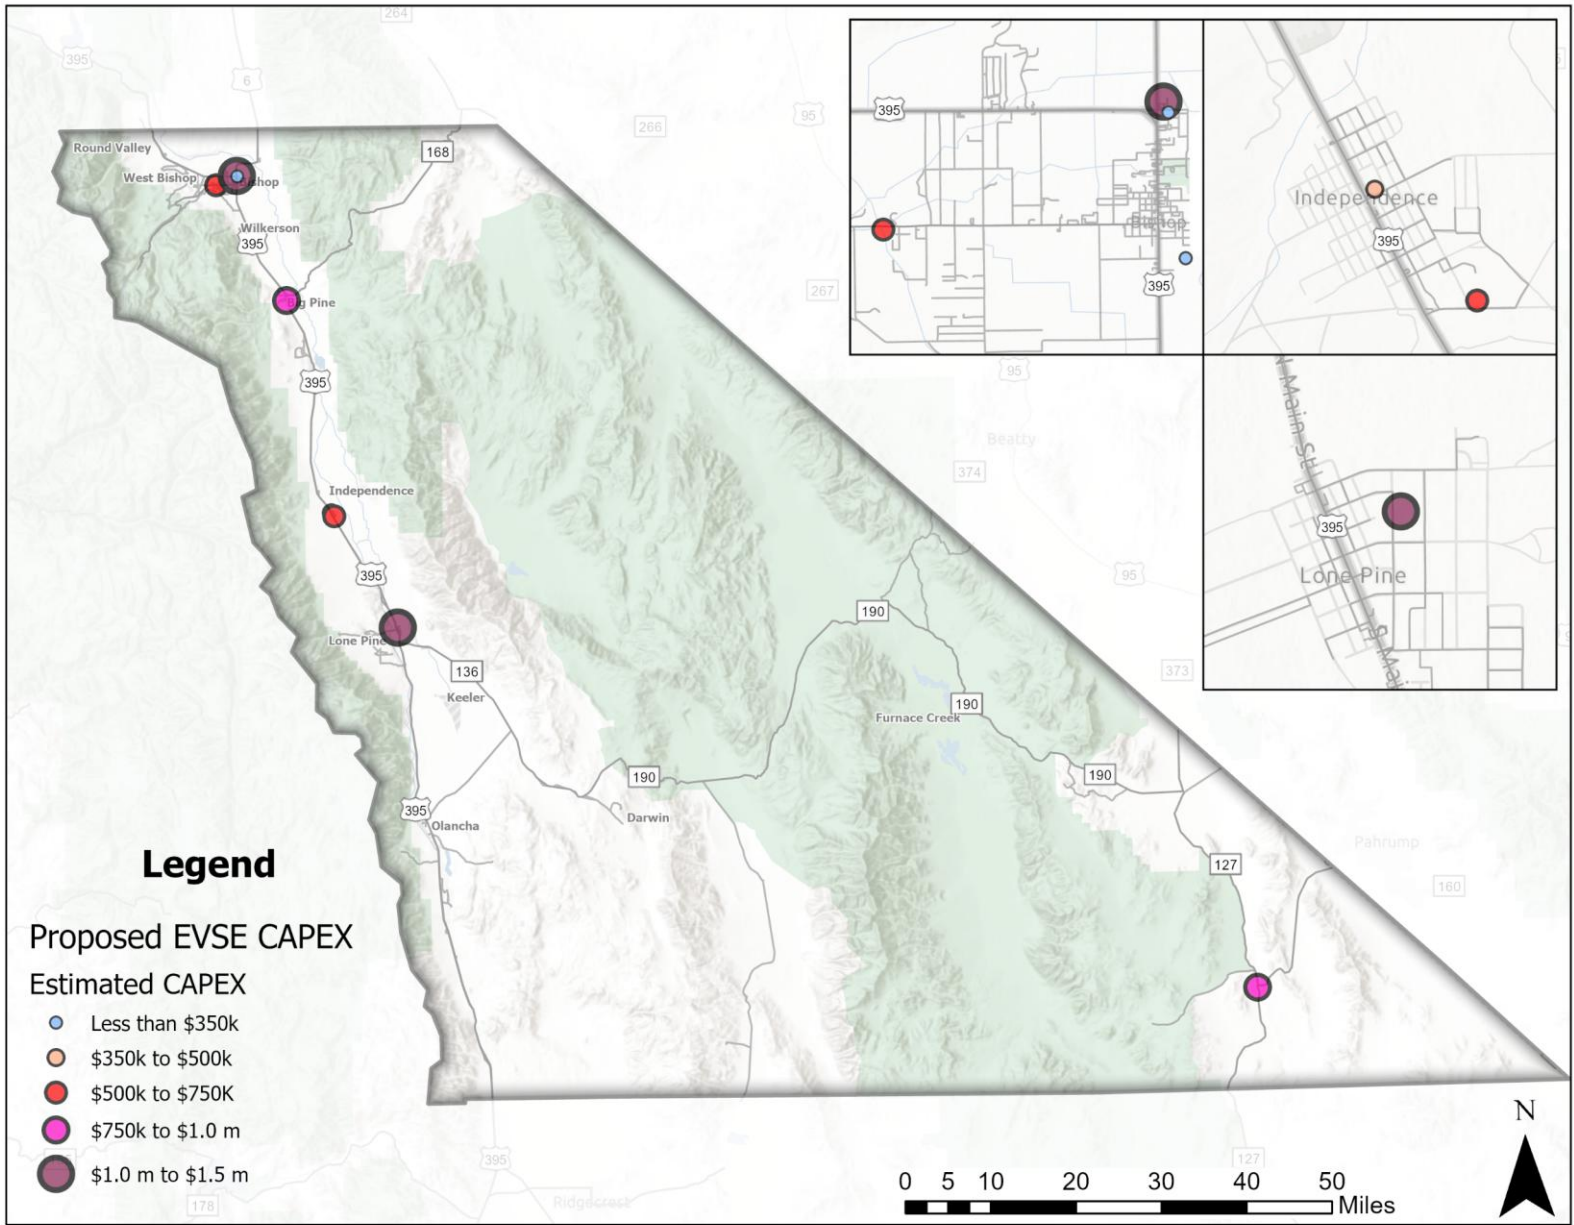 264
395
6
266
95
168
Round Valley
West Bishop
Bishop
Wilkerson
395
267
Big Pine
395
95
Beatty
374
Independence
395
95
190
Lone Pine
136
373
Keeler
190
Furnace Creek
190
190
395
Olancha
Darwin
Pahrump
127
160
395
Bishop
395
Independence
395
N Main St
395
Lone Pine
S Mai
Legend
Proposed EVSE CAPEX
Estimated CAPEX
Less than $350k
$350k to $500k
$500k to $750K
$750k to $1.0 m
$1.0 m to $1.5 m
395
178
Ridgecrest
127
N
0 5 10 20 30 40 50
Miles